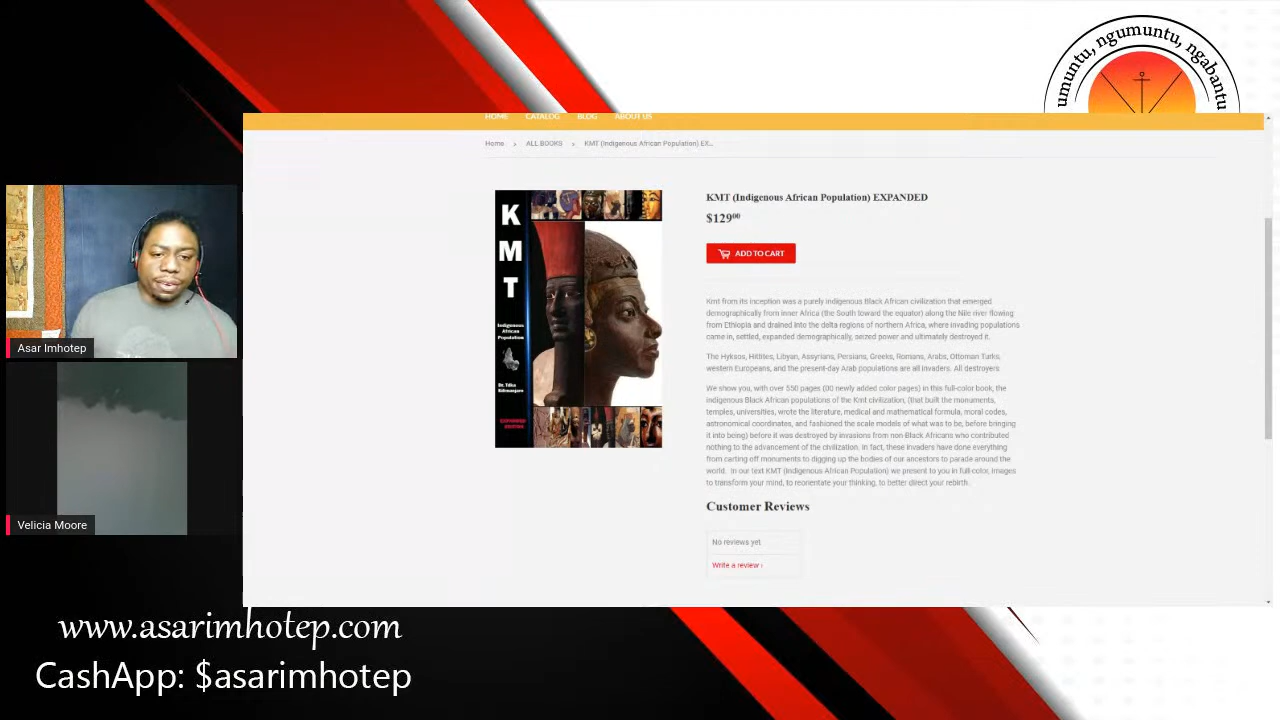 umuntu, ngumuntu, ngabantu
HOME CATALOG BLOG ABOUT US
Home › ALL BOOKS › KMT (Indigenous African Population) EX...
KMT (Indigenous African Population) EXPANDED
$129⁰⁰
ADD TO CART
Kmt from its inception was a purely indigenous Black African civilization that emerged
demographically from inner Africa (the South toward the equator) along the Nile river flowing
from Ethiopia and drained into the delta regions of northern Africa, where invading populations
came in, settled, expanded demographically, seized power and ultimately destroyed it.
The Hyksos, Hittites, Libyan, Assyrians, Persians, Greeks, Romans, Arabs, Ottoman Turks,
western Europeans, and the present-day Arab populations are all invaders. All destroyers
We show you, with over 550 pages (00 newly added color pages) in this full-color book, the
indigenous Black African populations of the Kmt civilization, (that built the monuments,
temples, universities, wrote the literature, medical and mathematical formula, moral codes,
astronomical coordinates, and fashioned the scale models of what was to be, before bringing
it into being) before it was destroyed by invasions from non-Black Africans who contributed
nothing to the advancement of the civilization. In fact, these invaders have done everything
from carting off monuments to digging up the bodies of our ancestors to parade around the
world. In our text KMT (Indigenous African Population) we present to you in full-color, images
to transform your mind, to reorientate your thinking, to better direct your rebirth.
Customer Reviews
No reviews yet
Write a review ›
K
M
T
Indigenous
African
Population
Dr. Tdka
EXPANDED
EDITION
Asar Imhotep
Velicia Moore
www.asarimhotep.com
CashApp: $asarimhotep